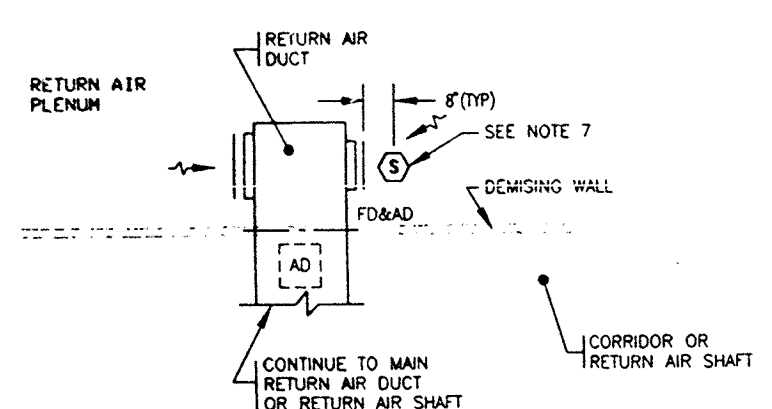 RETURN AIR
DUCT
RETURN AIR
PLENUM
8"(TYP)
SEE NOTE 7
S
DEMISING WALL
FD&AD
AD
CORRIDOR OR
RETURN AIR SHAFT
CONTINUE TO MAIN
RETURN AIR DUCT
OR RETURN AIR SHAFT